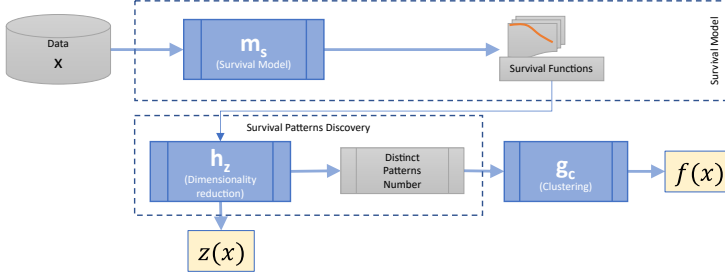 Data
X
m_s
(Survival Model)
Survival Functions
Survival Model
Survival Patterns Discovery
h_z
(Dimensionality
reduction)
Distinct
Patterns
Number
g_c
(Clustering)
f(x)
z(x)